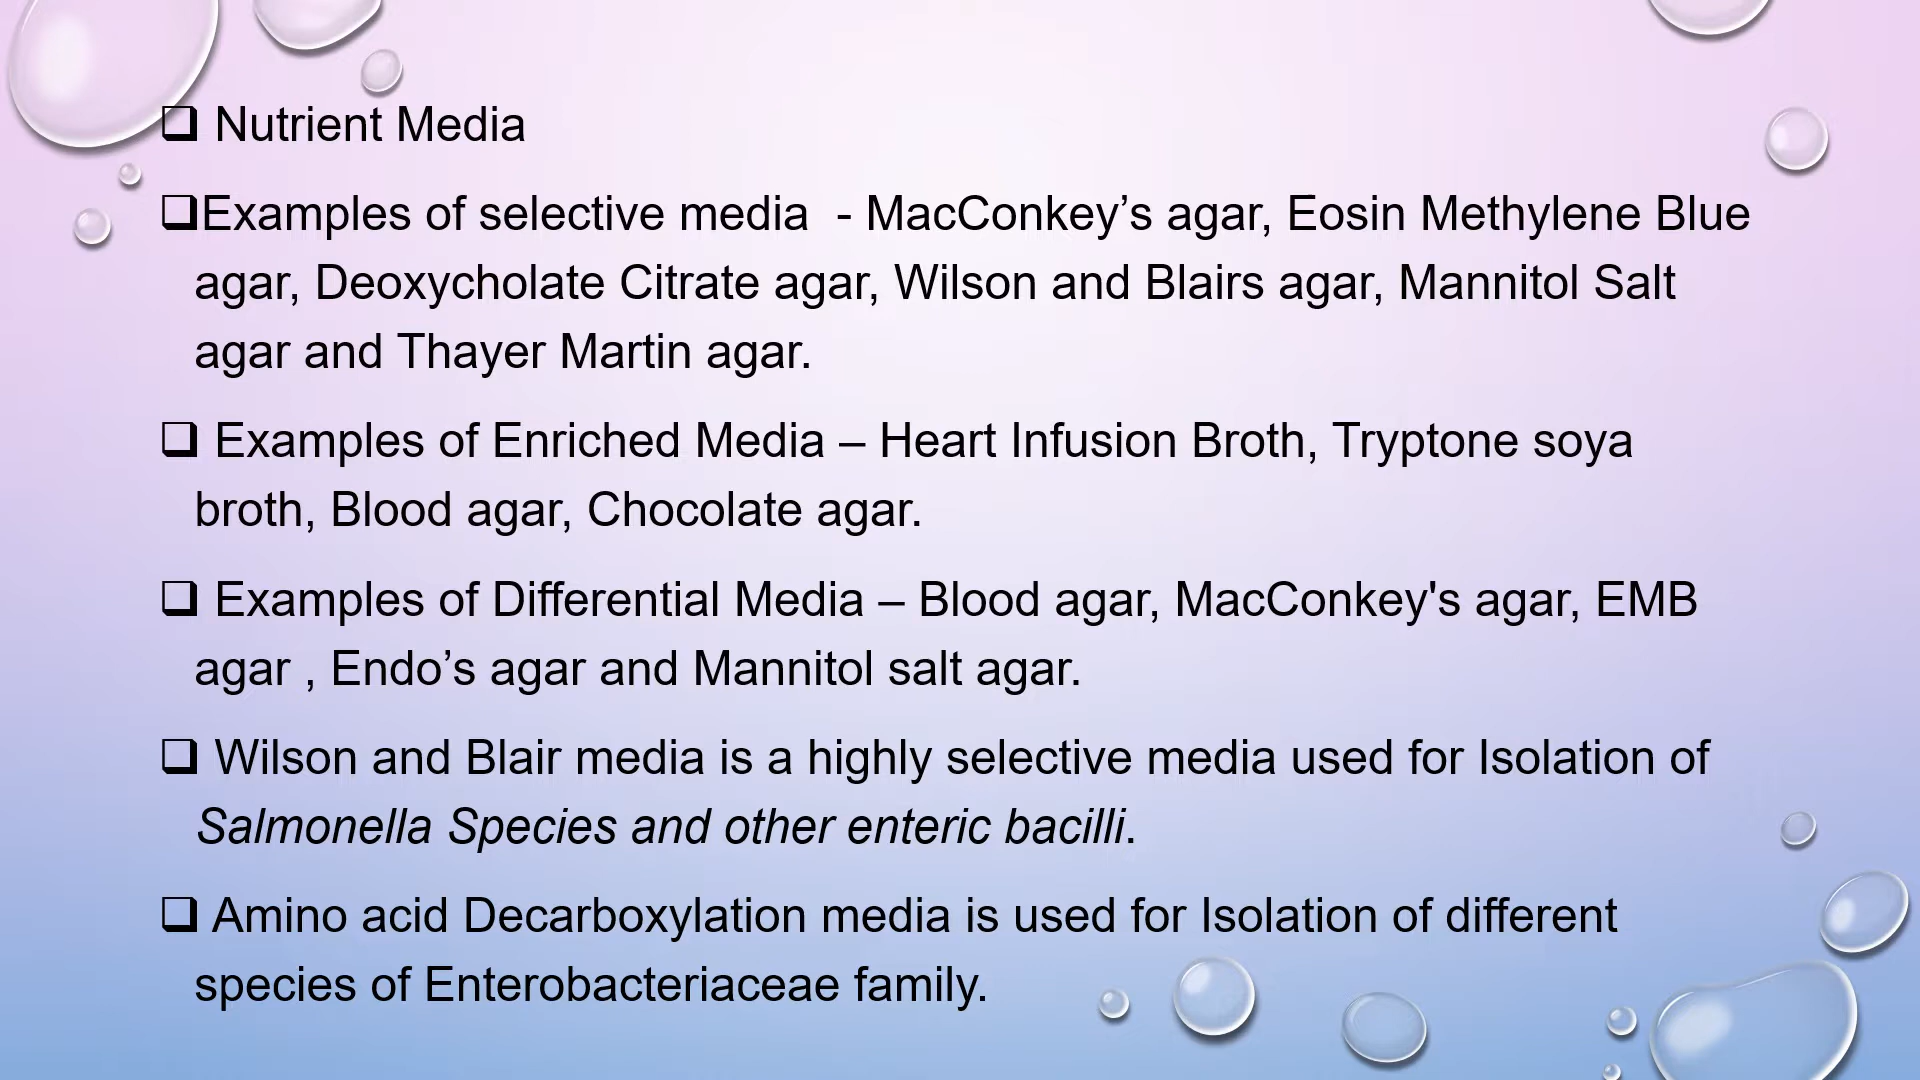 ❑ Nutrient Media
❑Examples of selective media - MacConkey’s agar, Eosin Methylene Blue
agar, Deoxycholate Citrate agar, Wilson and Blairs agar, Mannitol Salt
agar and Thayer Martin agar.
❑ Examples of Enriched Media – Heart Infusion Broth, Tryptone soya
broth, Blood agar, Chocolate agar.
❑ Examples of Differential Media – Blood agar, MacConkey's agar, EMB
agar , Endo’s agar and Mannitol salt agar.
❑ Wilson and Blair media is a highly selective media used for Isolation of
Salmonella Species and other enteric bacilli.
❑ Amino acid Decarboxylation media is used for Isolation of different
species of Enterobacteriaceae family.